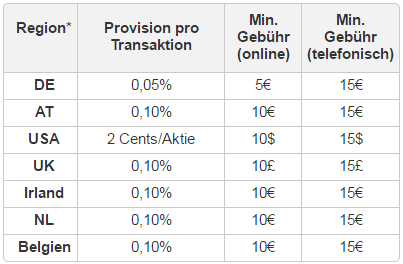 Region* Provision pro Transaktion Min. Gebühr (online) Min. Gebühr (telefonisch)
DE 0,05% 5€ 15€
AT 0,10% 10€ 15€
USA 2 Cents/Aktie 10$ 15$
UK 0,10% 10£ 15£
Irland 0,10% 10€ 15€
NL 0,10% 10€ 15€
Belgien 0,10% 10€ 15€